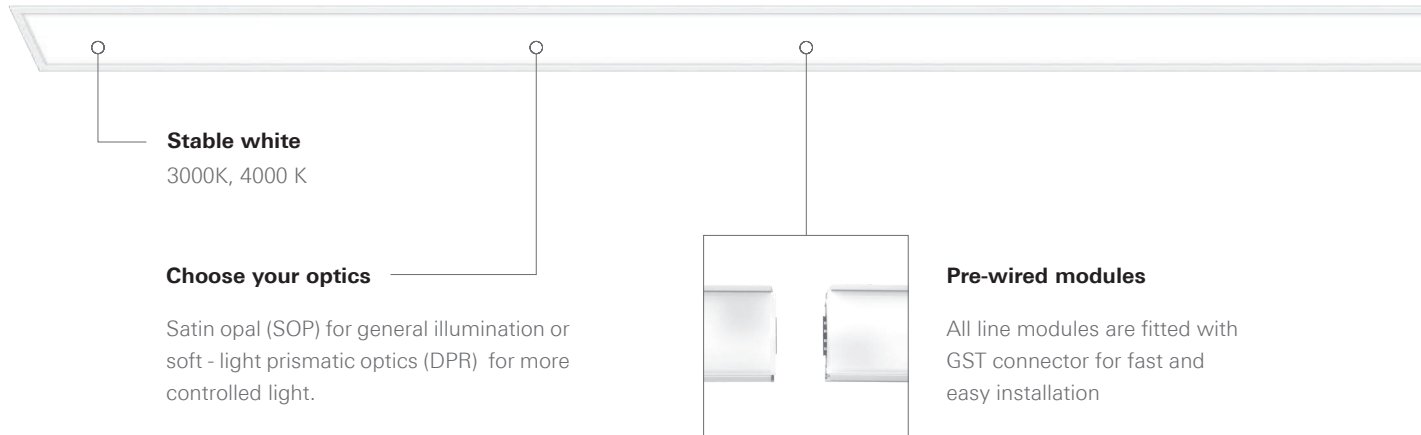 Stable white
3000K, 4000 K
Choose your optics
Satin opal (SOP) for general illumination or
soft - light prismatic optics (DPR) for more
controlled light.
Pre-wired modules
All line modules are fitted with
GST connector for fast and
easy installation